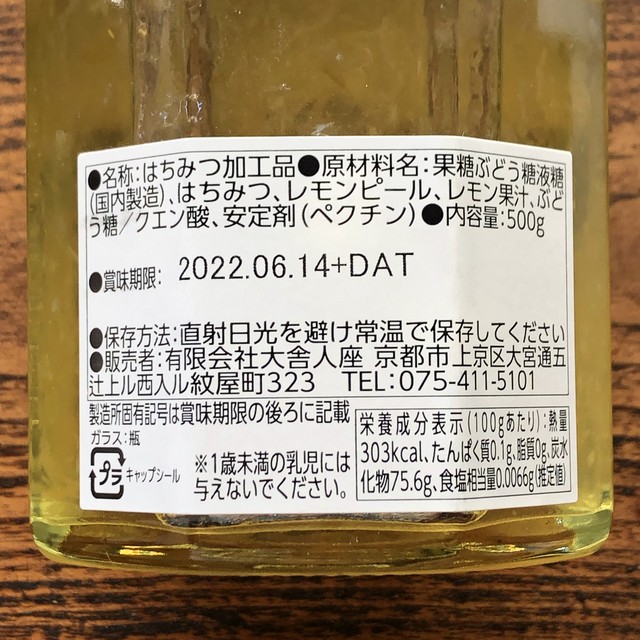 ●名称:はちみつ加工品●原材料名:果糖ぶどう糖液糖
(国内製造)、はちみつ、レモンピール、レモン果汁、ぶど
う糖/クエン酸、安定剤(ペクチン)●内容量:500g
●賞味期限: 2022.06.14+DAT
●保存方法:直射日光を避け常温で保存してください
●販売者:有限会社大舎人座 京都市上京区大宮通五
辻上ル西入ル紋屋町323 TEL:075-411-5101
製造所固有記号は賞味期限の後ろに記載
ガラス:瓶
プラ キャップシール
※1歳未満の乳児には
与えないでください。
栄養成分表示(100gあたり):熱量
303kcal、たんぱく質0.1g、脂質0g、炭水
化物75.6g、食塩相当量0.0066g(推定値)